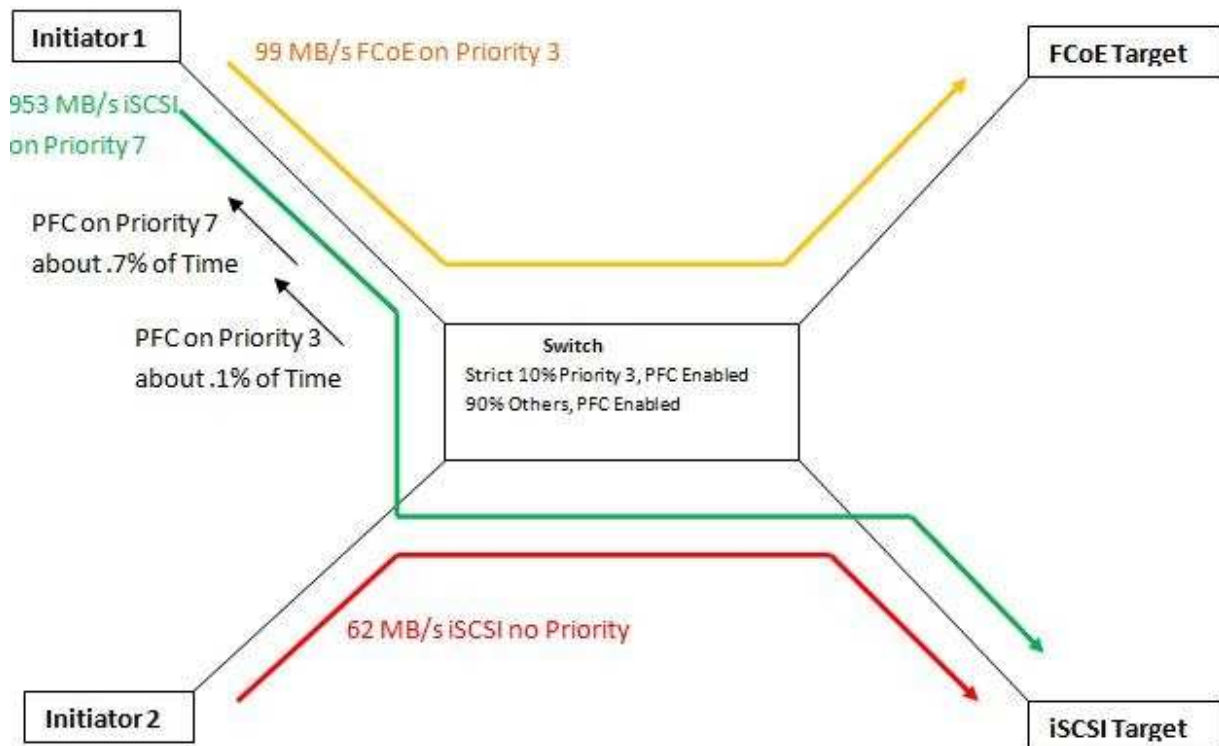 Initiator 1
99 MB/s FCoE on Priority 3
FCoE Target
953 MB/s iSCSI
on Priority 7
PFC on Priority 7
about .7% of Time
PFC on Priority 3
about .1% of Time
Switch
Strict 10% Priority 3, PFC Enabled
90% Others, PFC Enabled
62 MB/s iSCSI no Priority
Initiator 2
iSCSI Target